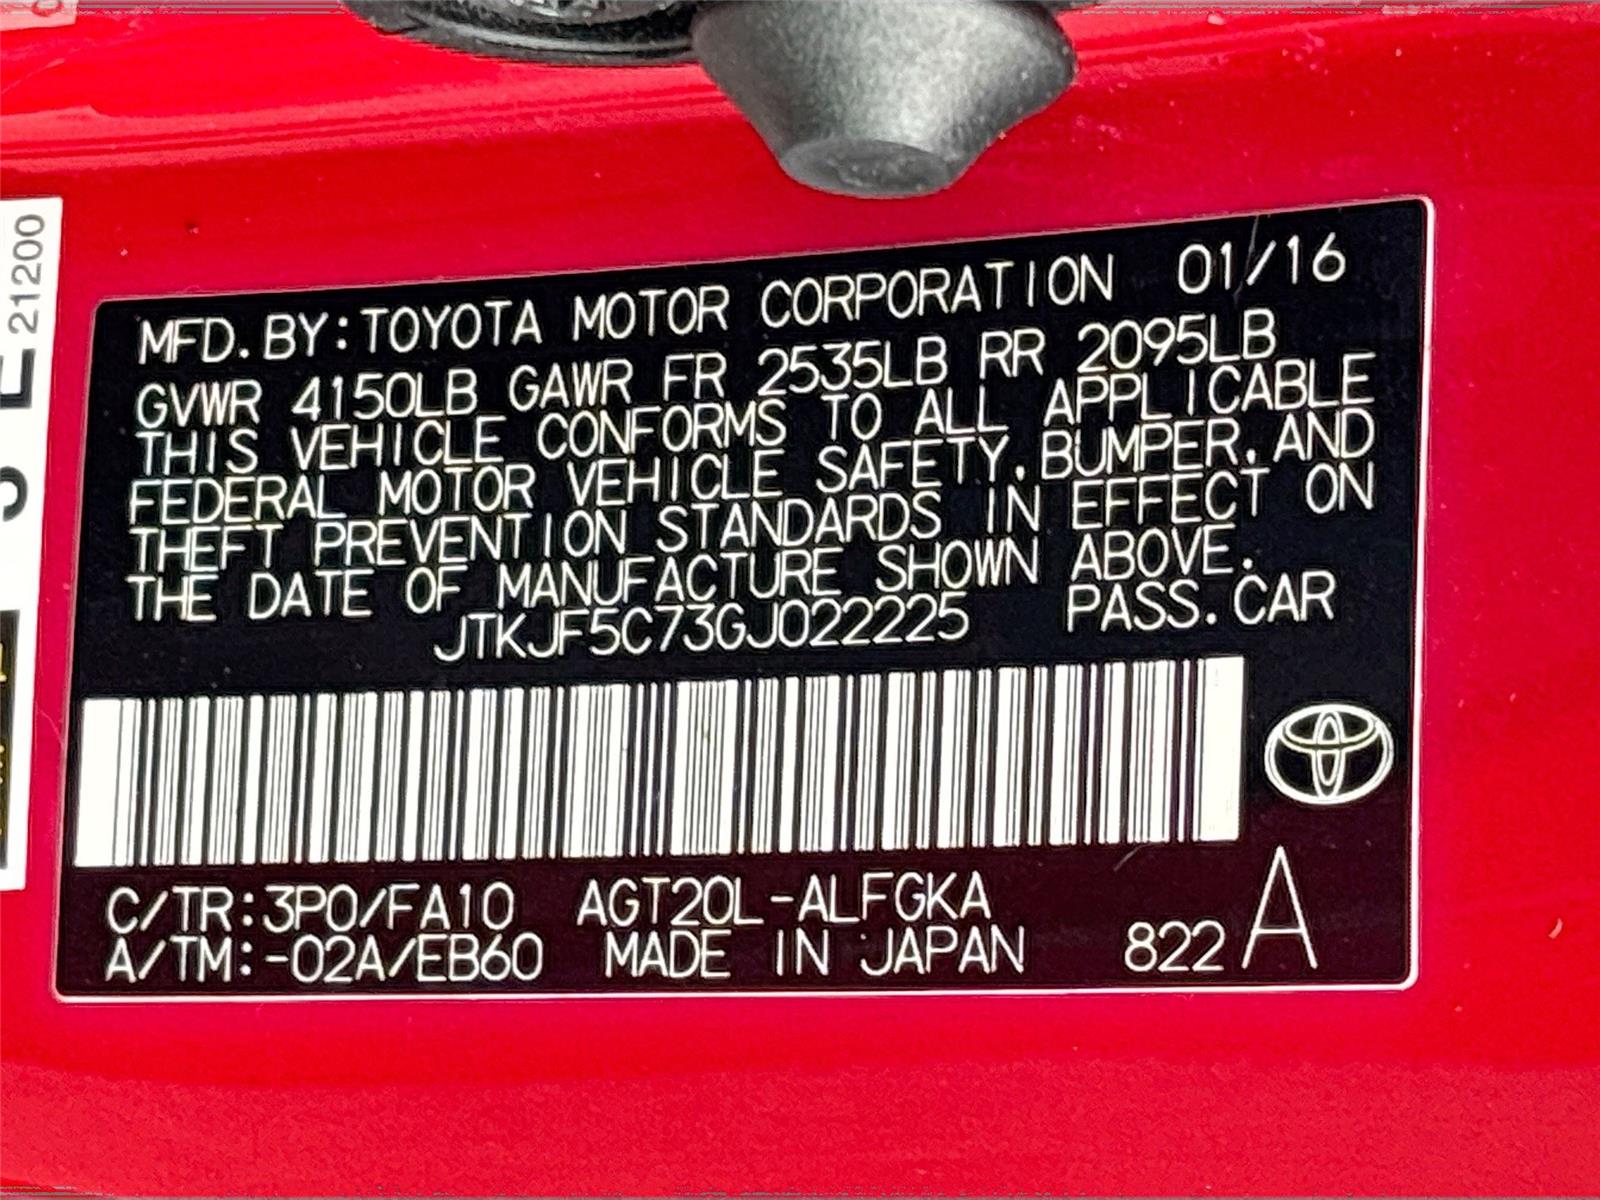 MFD. BY: TOYOTA MOTOR CORPORATION 01/16
GVWR 4150LB GAWR FR 2535LB RR 2095LB
THIS VEHICLE CONFORMS TO ALL APPLICABLE
FEDERAL MOTOR VEHICLE SAFETY, BUMPER, AND
THEFT PREVENTION STANDARDS IN EFFECT ON
THE DATE OF MANUFACTURE SHOWN ABOVE.
JTKJF5C73GJ022225 PASS. CAR
C/TR:3P0/FA10 AGT20L-ALFGKA
A/TM:-02A/EB60 MADE IN JAPAN 822 A
21200